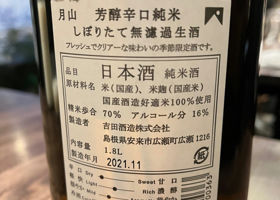 月山 芳醇辛口純米
しぼりたて無濾過生酒
フレッシュでクリアーな味わいの季節限定酒です。
品目 日本酒 純米酒
原材料名 米(国産)、米麹(国産米)
国産酒造好適米100%使用
精米歩合 70% アルコール分 16%
製造者 吉田酒造株式会社
島根県安来市広瀬町広瀬1216
内容量 1.8L
製造年月 2021.11
辛口 Dry Sweet 甘口
Light Rich 濃醇